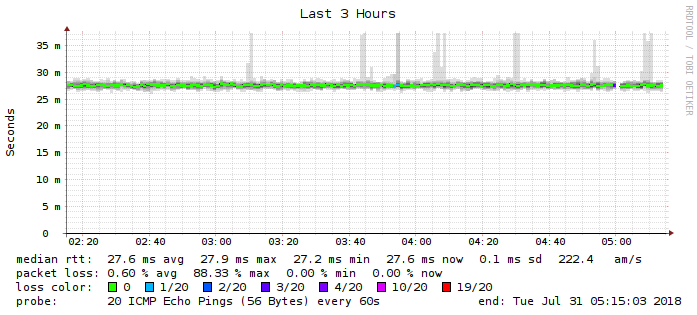 Last 3 Hours
RRDTOOL / TOBI OETIKER
Seconds
35 m
30 m
25 m
20 m
15 m
10 m
5 m
0
02:20 02:40 03:00 03:20 03:40 04:00 04:20 04:40 05:00
median rtt: 27.6 ms avg 27.9 ms max 27.2 ms min 27.6 ms now 0.1 ms sd 222.4 am/s
packet loss: 0.60 % avg 88.33 % max 0.00 % min 0.00 % now
loss color: 0 1/20 2/20 3/20 4/20 10/20 19/20
probe: 20 ICMP Echo Pings (56 Bytes) every 60s end: Tue Jul 31 05:15:03 2018